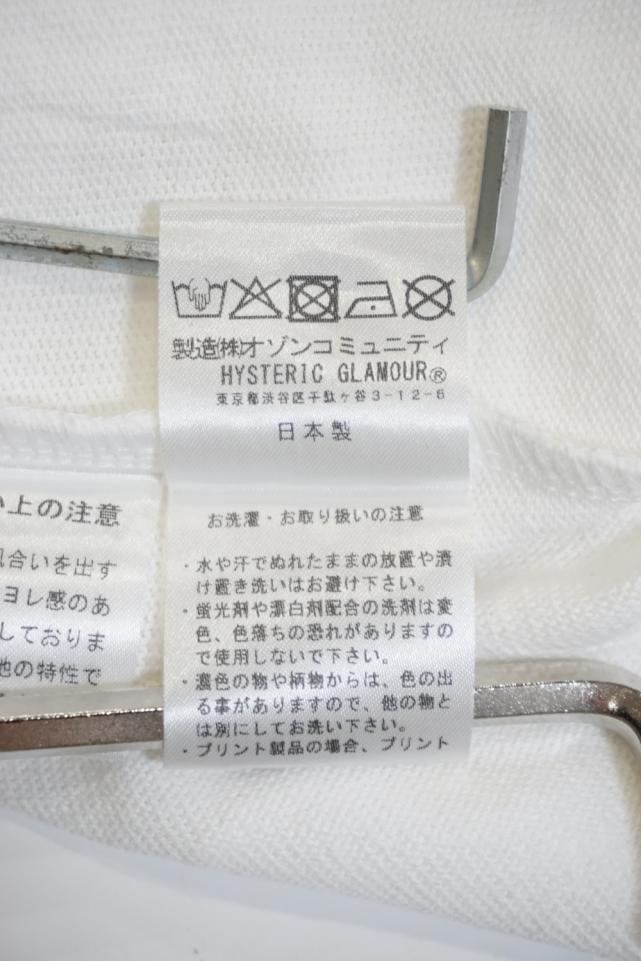 製造(株)オゾンコミュニティ
HYSTERIC GLAMOUR®
東京都渋谷区千駄ヶ谷3-12-6
日本製
お洗濯・お取り扱いの注意
・水や汗でぬれたままの放置や漬
け置き洗いはお避け下さい。
・蛍光剤や漂白剤配合の洗剤は変
色、色落ちの恐れがありますの
で使用しないで下さい。
・濃色の物や柄物からは、色の出
る事がありますので、他の物と
は別にしてお洗い下さい。
・プリント製品の場合、プリント
い上の注意
合いを出す
ヨレ感のあ
しておりま
他の特性で